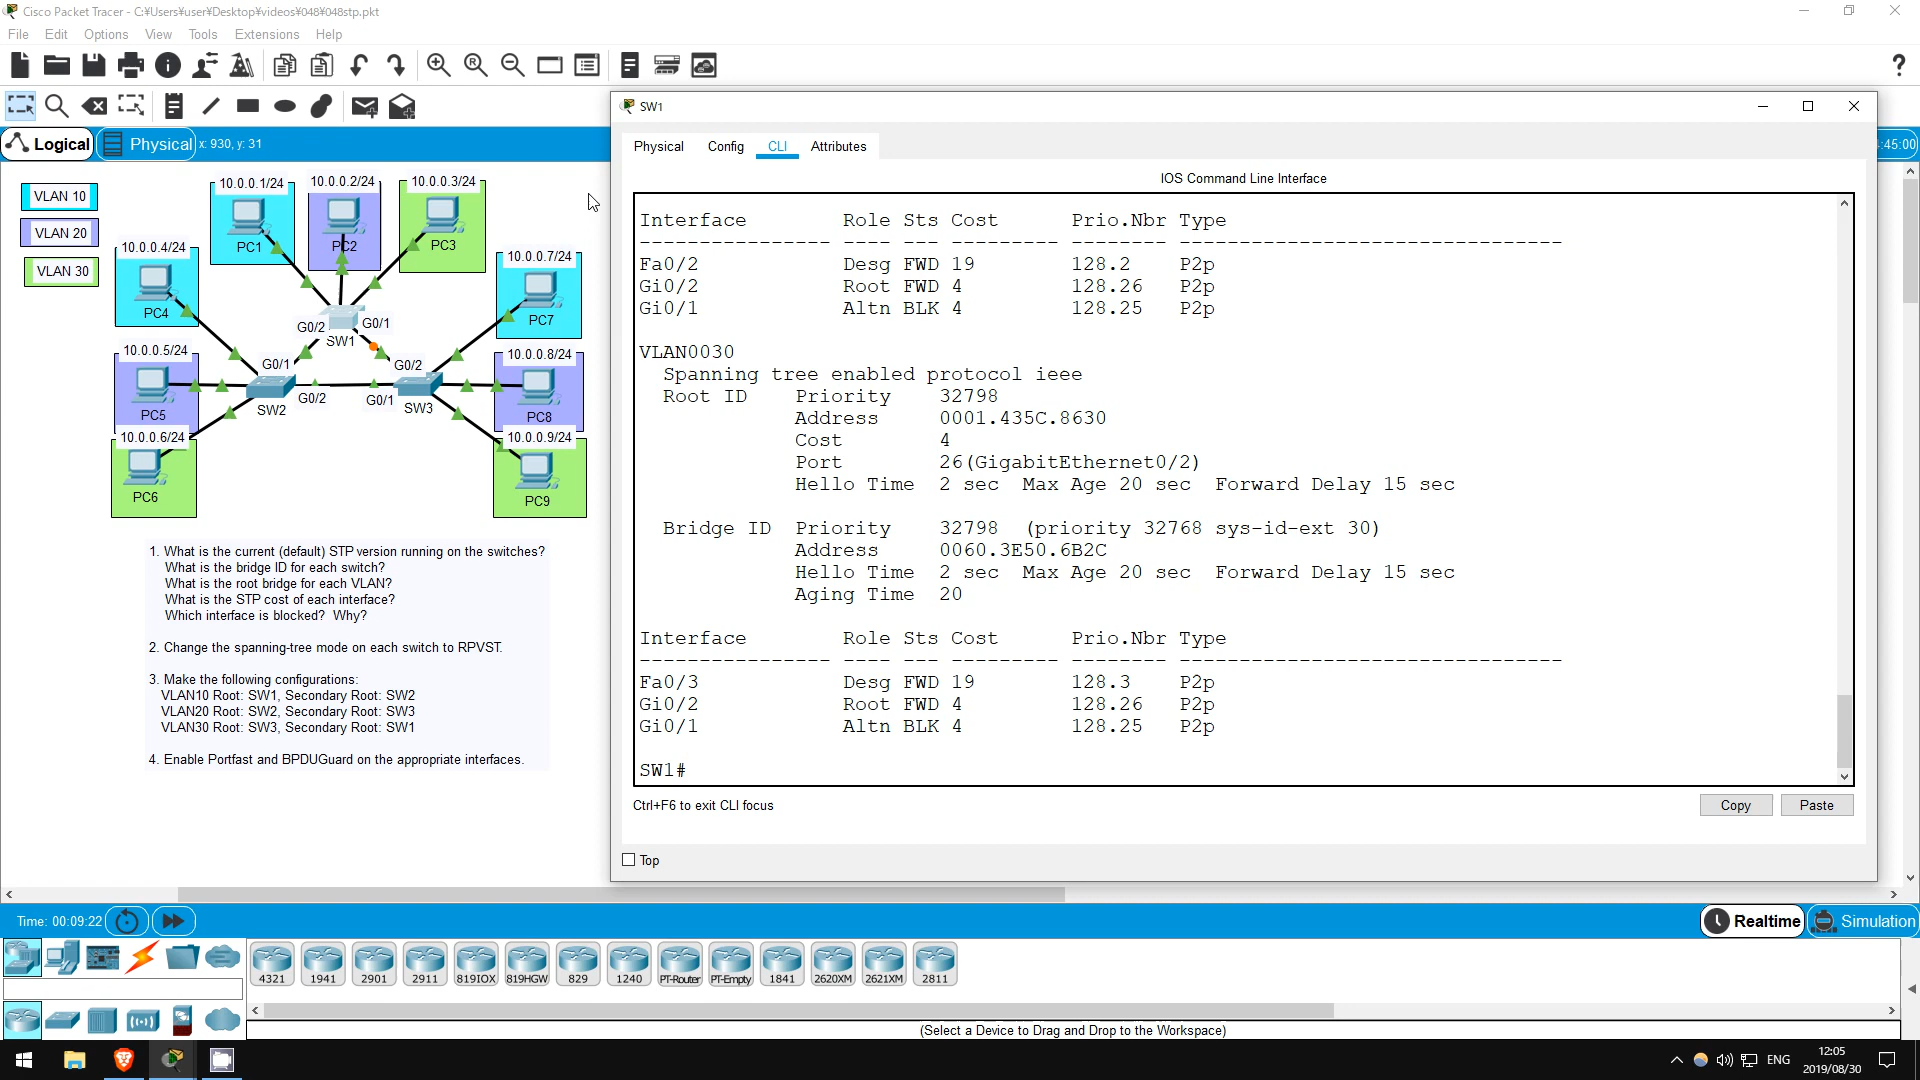 Cisco Packet Tracer - C:¥Users¥user¥Desktop¥videos¥048¥048stp.pkt
File Edit Options View Tools Extensions Help
Logical Physical x: 930, y: 31
:45:00
VLAN 10
VLAN 20
VLAN 30
10.0.0.1/24 10.0.0.2/24 10.0.0.3/24
PC1 PC2 PC3
10.0.0.4/24
PC4
10.0.0.7/24
PC7
G0/2 G0/1
SW1
10.0.0.5/24
PC5
G0/1
SW2
G0/2
G0/2
G0/1
SW3
10.0.0.8/24
PC8
10.0.0.6/24
PC6
10.0.0.9/24
PC9
1. What is the current (default) STP version running on the switches?
What is the bridge ID for each switch?
What is the root bridge for each VLAN?
What is the STP cost of each interface?
Which interface is blocked? Why?
2. Change the spanning-tree mode on each switch to RPVST.
3. Make the following configurations:
VLAN10 Root: SW1, Secondary Root: SW2
VLAN20 Root: SW2, Secondary Root: SW3
VLAN30 Root: SW3, Secondary Root: SW1
4. Enable Portfast and BPDUGuard on the appropriate interfaces.
SW1
Physical Config CLI Attributes
IOS Command Line Interface
Interface        Role Sts Cost      Prio.Nbr Type
---------------- ---- --- --------- -------- --------------------------------
Fa0/2            Desg FWD 19        128.2    P2p
Gi0/2            Root FWD 4         128.26   P2p
Gi0/1            Altn BLK 4         128.25   P2p
VLAN0030
Spanning tree enabled protocol ieee
Root ID    Priority    32798
Address     0001.435C.8630
Cost        4
Port        26(GigabitEthernet0/2)
Hello Time  2 sec  Max Age 20 sec  Forward Delay 15 sec
Bridge ID  Priority    32798  (priority 32768 sys-id-ext 30)
Address     0060.3E50.6B2C
Hello Time  2 sec  Max Age 20 sec  Forward Delay 15 sec
Aging Time  20
Interface        Role Sts Cost      Prio.Nbr Type
---------------- ---- --- --------- -------- --------------------------------
Fa0/3            Desg FWD 19        128.3    P2p
Gi0/2            Root FWD 4         128.26   P2p
Gi0/1            Altn BLK 4         128.25   P2p
SW1#
Ctrl+F6 to exit CLI focus
Copy Paste
Top
Time: 00:09:22
Realtime Simulation
4321 1941 2901 2911 819IOX 819HGW 829 1240 PT-Router PT-Empty 1841 2620XM 2621XM 2811
(Select a Device to Drag and Drop to the Workspace)
ENG
12:05
2019/08/30